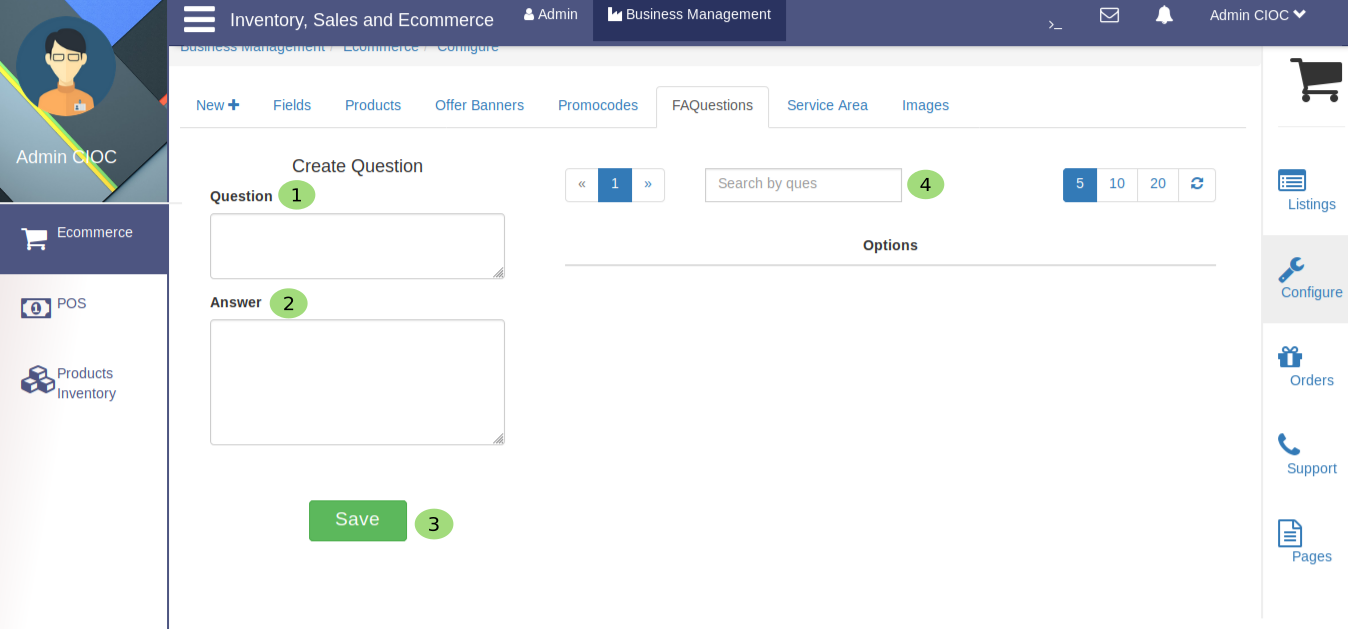 Inventory, Sales and Ecommerce
Admin
Business Management
>_
Admin CIOC
Business Management / Ecommerce / Configure
Admin CIOC
Ecommerce
POS
Products
Inventory
New
Fields
Products
Offer Banners
Promocodes
FAQuestions
Service Area
Images
Create Question
Question 1
Answer 2
Save 3
« 1 »
Search by ques 4
5 10 20
Options
Listings
Configure
Orders
Support
Pages